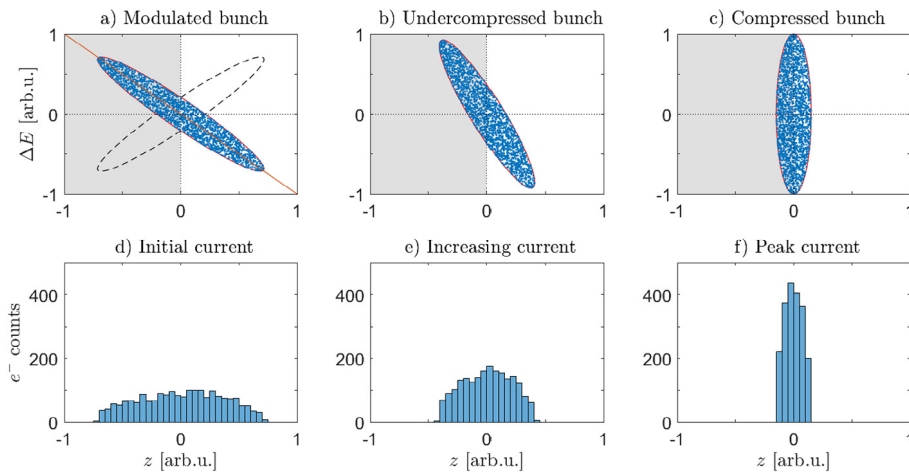 a) Modulated bunch
b) Undercompressed bunch
c) Compressed bunch
1
0
-1
ΔE [arb.u.]
-1 0 1
-1 0 1
-1 0 1
1
0
-1
1
0
-1
d) Initial current
e) Increasing current
f) Peak current
400
200
0
e⁻ counts
400
200
0
400
200
0
-1 0 1
-1 0 1
-1 0 1
z [arb.u.]
z [arb.u.]
z [arb.u.]